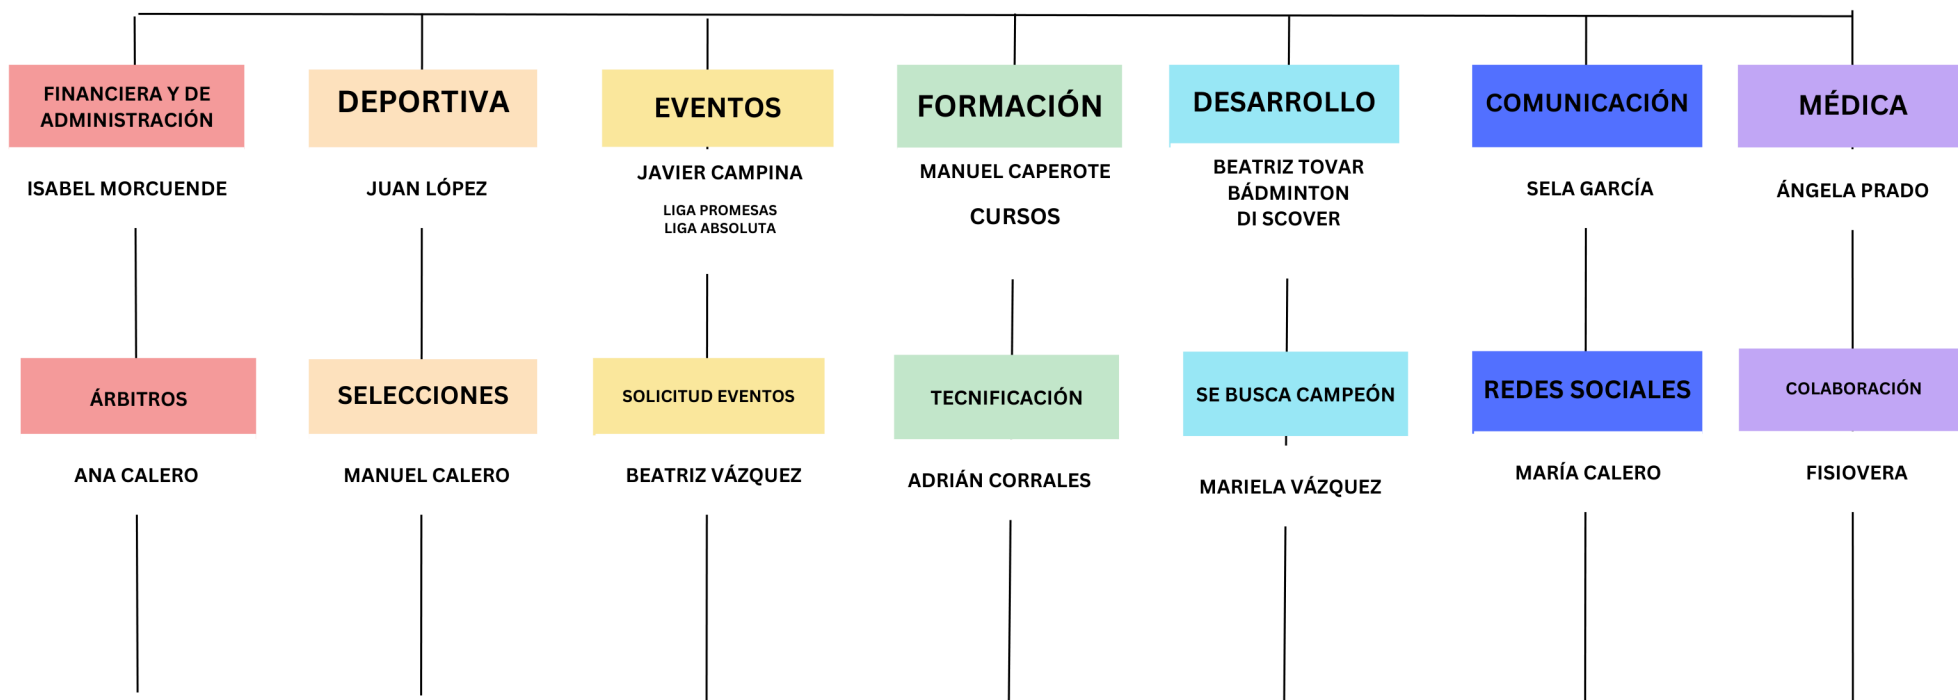 FINANCIERA Y DE
ADMINISTRACIÓN
DEPORTIVA
EVENTOS
FORMACIÓN
DESARROLLO
COMUNICACIÓN
MÉDICA
ISABEL MORCUENDE
JUAN LÓPEZ
JAVIER CAMPINA
LIGA PROMESAS
LIGA ABSOLUTA
MANUEL CAPEROTE
CURSOS
BEATRIZ TOVAR
BÁDMINTON
DI SCOVER
SELA GARCÍA
ÁNGELA PRADO
ÁRBITROS
SELECCIONES
SOLICITUD EVENTOS
TECNIFICACIÓN
SE BUSCA CAMPEÓN
REDES SOCIALES
COLABORACIÓN
ANA CALERO
MANUEL CALERO
BEATRIZ VÁZQUEZ
ADRIÁN CORRALES
MARIELA VÁZQUEZ
MARÍA CALERO
FISIOVERA